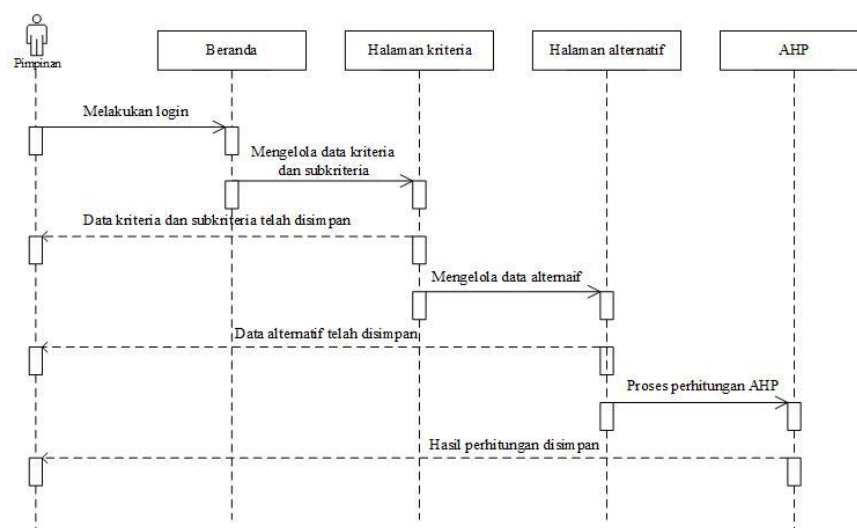 Pimpinan
Beranda
Halaman kriteria
Halaman alternatif
AHP
Melakukan login
Mengelola data kriteria
dan subkriteria
Data kriteria dan subkriteria telah disimpan
Mengelola data alternaif
Data alternatif telah disimpan
Proses perhitungan AHP
Hasil perhitungan disimpan